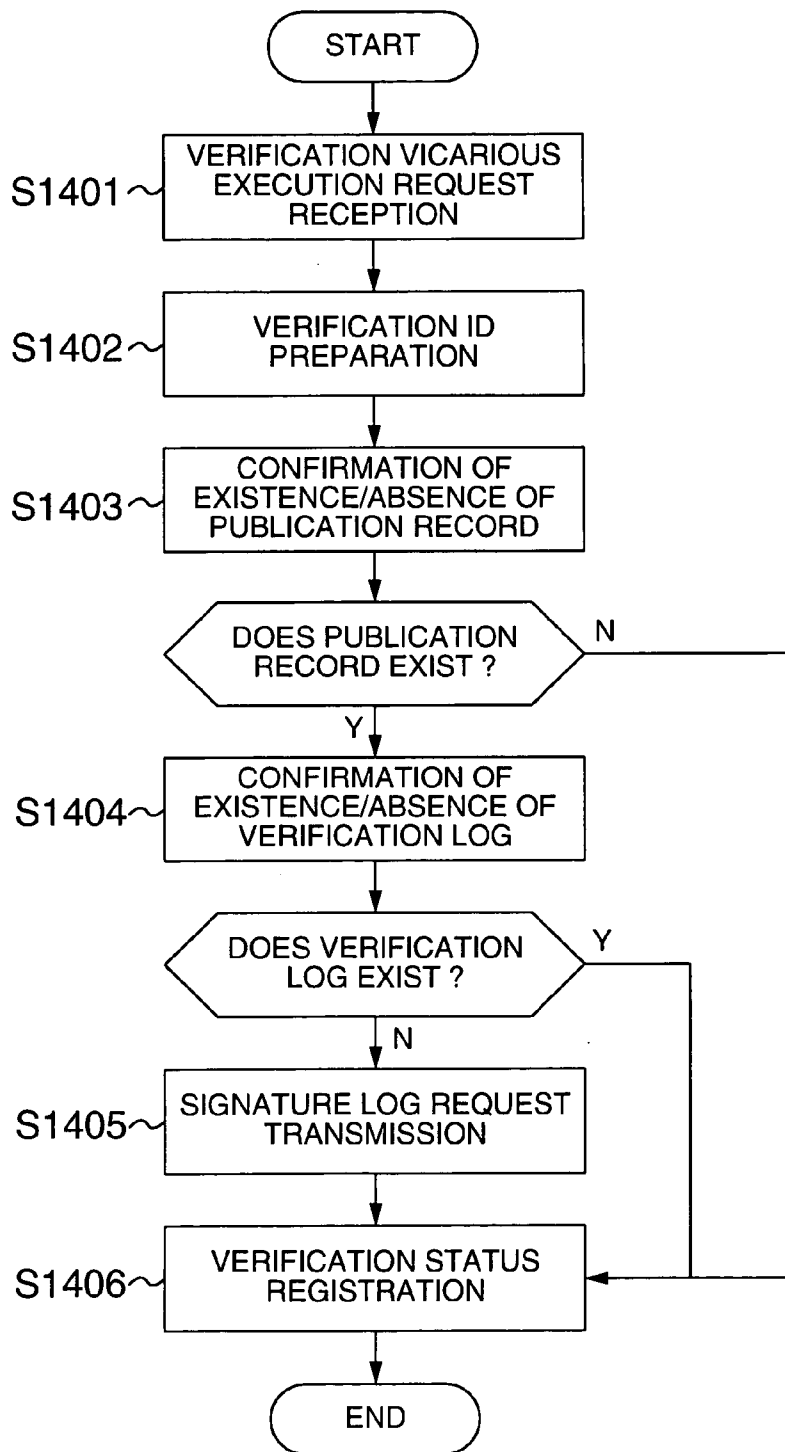 START
S1401
VERIFICATION VICARIOUS
EXECUTION REQUEST
RECEPTION
S1402
VERIFICATION ID
PREPARATION
S1403
CONFIRMATION OF
EXISTENCE/ABSENCE OF
PUBLICATION RECORD
DOES PUBLICATION
RECORD EXIST ?
N
Y
S1404
CONFIRMATION OF
EXISTENCE/ABSENCE OF
VERIFICATION LOG
DOES VERIFICATION
LOG EXIST ?
Y
N
S1405
SIGNATURE LOG REQUEST
TRANSMISSION
S1406
VERIFICATION STATUS
REGISTRATION
END